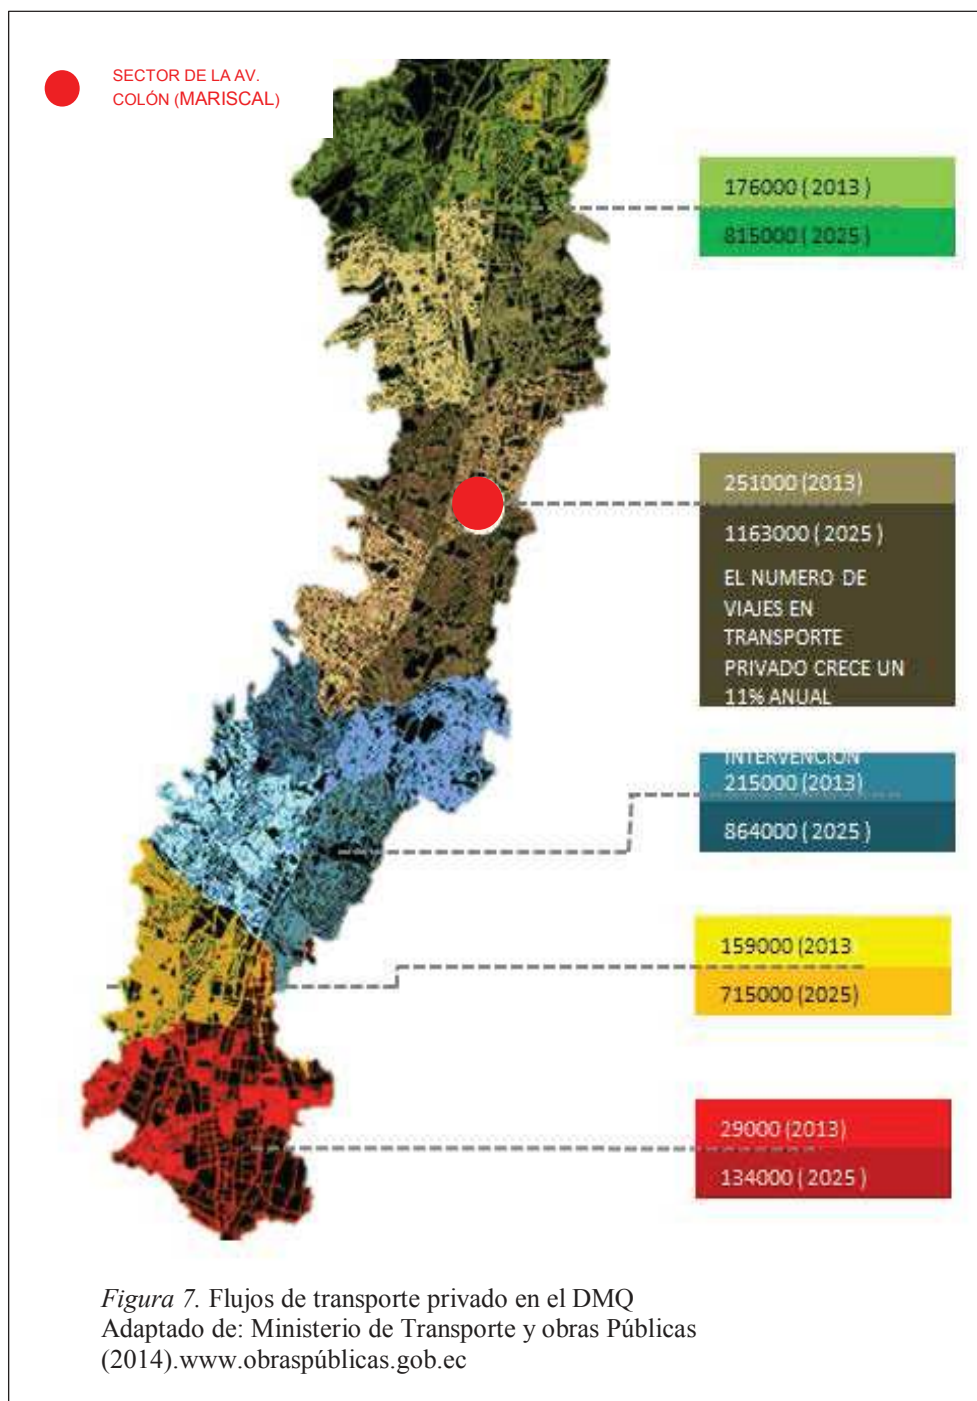 SECTOR DE LA AV.
COLÓN (MARISCAL)
176000 ( 2013 )
815000 ( 2025 )
251000 (2013)
1163000 ( 2025 )
EL NUMERO DE
VIAJES EN
TRANSPORTE
PRIVADO CRECE UN
11% ANUAL
INTERVENCION
215000 (2013)
864000 ( 2025 )
159000 (2013
715000 (2025)
29000 (2013)
134000 ( 2025 )
Figura 7. Flujos de transporte privado en el DMQ
Adaptado de: Ministerio de Transporte y obras Públicas
(2014).www.obraspúblicas.gob.ec